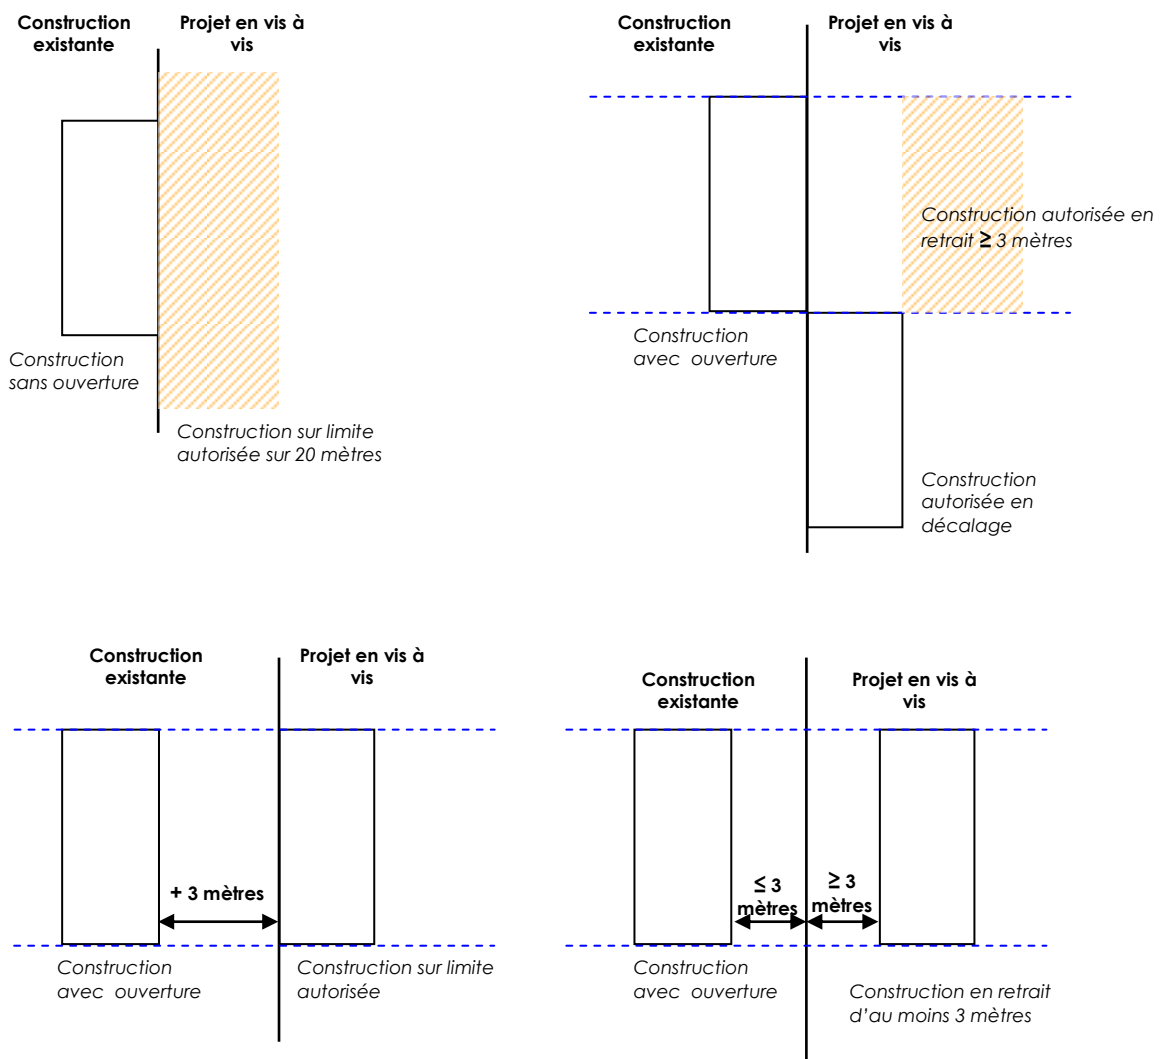 Construction
existante
Projet en vis à
vis
Construction
sans ouverture
Construction sur limite
autorisée sur 20 mètres
Construction
existante
Projet en vis à
vis
Construction autorisée en
retrait ≥ 3 mètres
Construction
avec ouverture
Construction
autorisée en
décalage
Construction
existante
Projet en vis à
vis
+ 3 mètres
Construction
avec ouverture
Construction sur limite
autorisée
Construction
existante
Projet en vis à
vis
≤ 3
mètres
≥ 3
mètres
Construction
avec ouverture
Construction en retrait
d'au moins 3 mètres